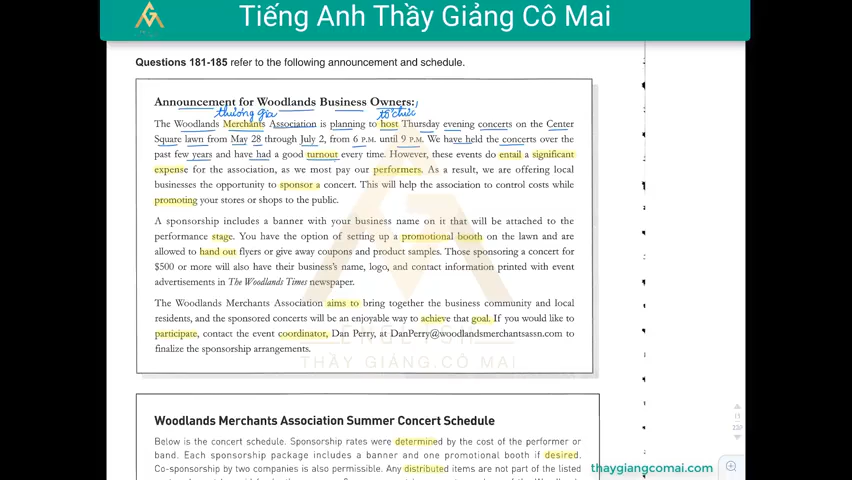 Tiếng Anh Thầy Giảng Cô Mai
Questions 181-185 refer to the following announcement and schedule.
Announcement for Woodlands Business Owners:
thương gia tổ chức
The Woodlands Merchants Association is planning to host Thursday evening concerts on the Center
Square lawn from May 28 through July 2, from 6 P.M. until 9 P.M. We have held the concerts over the
past few years and have had a good turnout every time. However, these events do entail a significant
expense for the association, as we most pay our performers. As a result, we are offering local
businesses the opportunity to sponsor a concert. This will help the association to control costs while
promoting your stores or shops to the public.
A sponsorship includes a banner with your business name on it that will be attached to the
performance stage. You have the option of setting up a promotional booth on the lawn and are
allowed to hand out flyers or give away coupons and product samples. Those sponsoring a concert for
$500 or more will also have their business's name, logo, and contact information printed with event
advertisements in The Woodlands Times newspaper.
The Woodlands Merchants Association aims to bring together the business community and local
residents, and the sponsored concerts will be an enjoyable way to achieve that goal. If you would like to
participate, contact the event coordinator, Dan Perry, at DanPerry@woodlandsmerchantsassn.com to
finalize the sponsorship arrangements.
ENGLISH
THẦY GIẢNG.CÔ MAI
Woodlands Merchants Association Summer Concert Schedule
Below is the concert schedule. Sponsorship rates were determined by the cost of the performer or
band. Each sponsorship package includes a banner and one promotional booth if desired.
Co-sponsorship by two companies is also permissible. Any distributed items are not part of the listed
thaygiangcomai.com